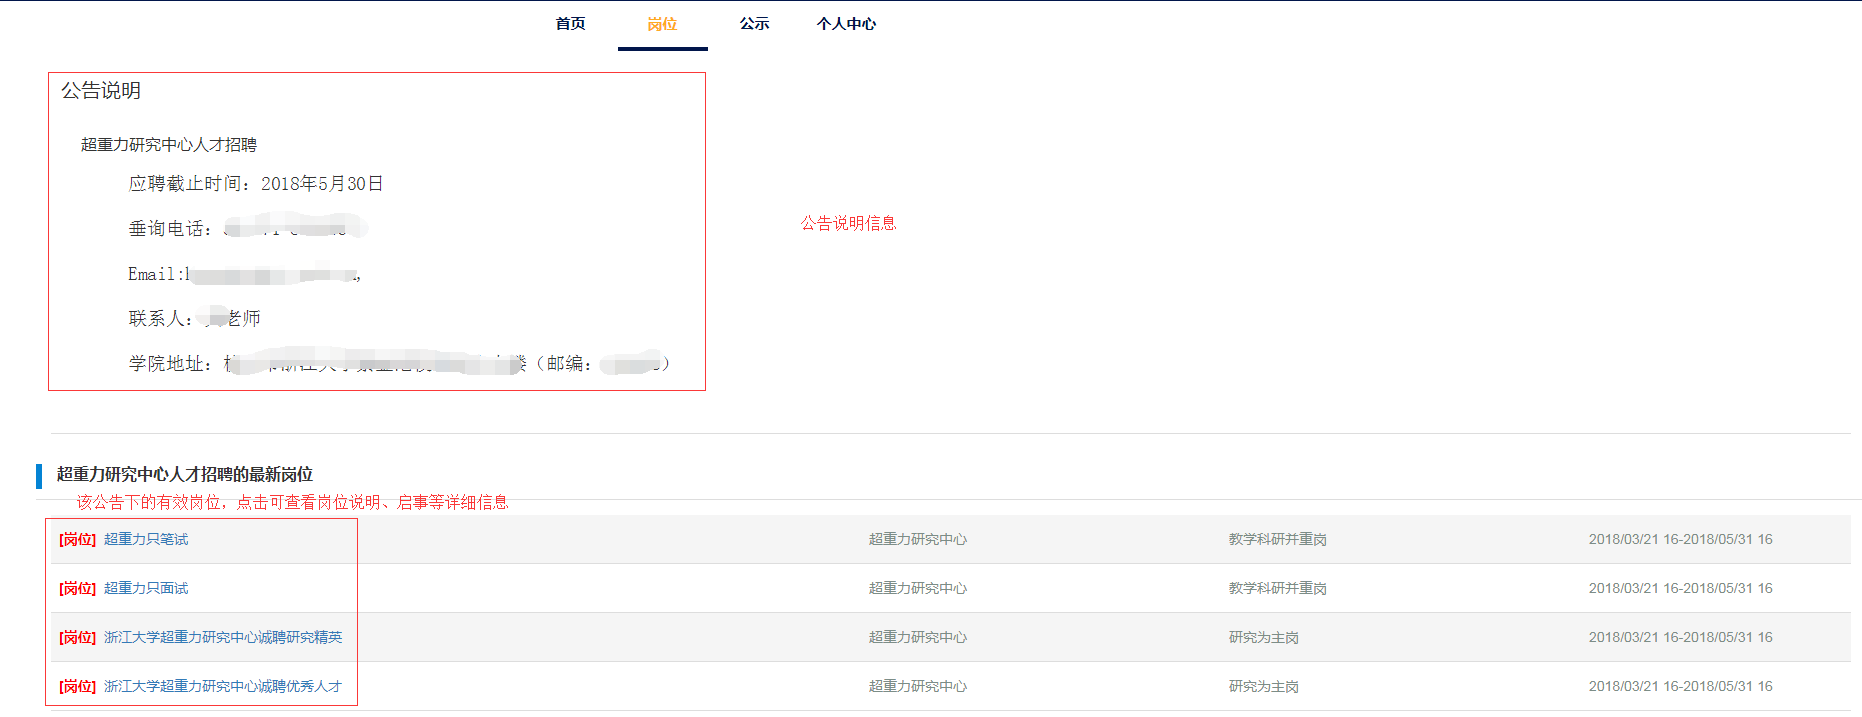 首页 岗位 公示 个人中心
公告说明
超重力研究中心人才招聘
应聘截止时间：2018年5月30日
垂询电话：
公告说明信息
Email:
联系人： 老师
学院地址： 楼（邮编： ）
超重力研究中心人才招聘的最新岗位
该公告下的有效岗位，点击可查看岗位说明、启事等详细信息
[岗位] 超重力只笔试 超重力研究中心 教学科研并重岗 2018/03/21 16-2018/05/31 16
[岗位] 超重力只面试 超重力研究中心 教学科研并重岗 2018/03/21 16-2018/05/31 16
[岗位] 浙江大学超重力研究中心诚聘研究精英 超重力研究中心 研究为主岗 2018/03/21 16-2018/05/31 16
[岗位] 浙江大学超重力研究中心诚聘优秀人才 超重力研究中心 研究为主岗 2018/03/21 16-2018/05/31 16